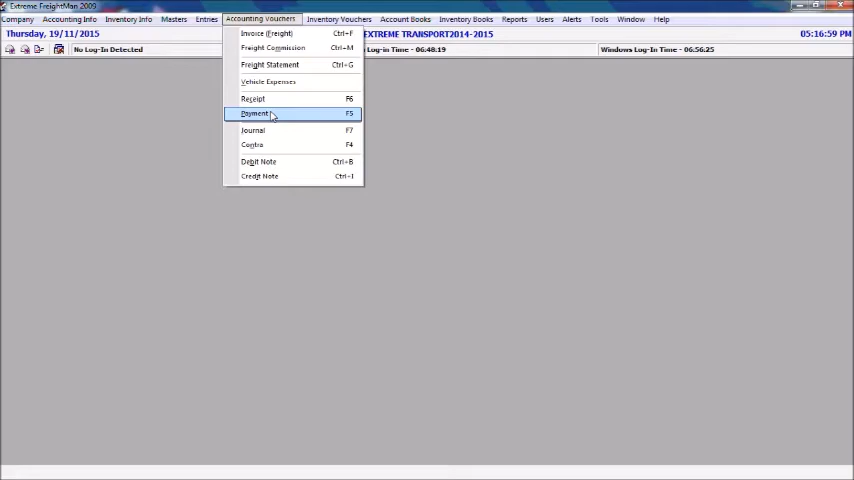 Extreme FreightMan 2009
Company Accounting Info Inventory Info Masters Entries Accounting Vouchers Inventory Vouchers Account Books Inventory Books Reports Users Alerts Tools Window Help
Thursday, 19/11/2015 EXTREME TRANSPORT2014-2015 05:16:59 PM
No Log-In Detected Log-in Time - 06:48:19 Windows Log-In Time - 06:56:25
Invoice (Freight) Ctrl+F
Freight Commission Ctrl+M
Freight Statement Ctrl+G
Vehicle Expenses
Receipt F6
Payment F5
Journal F7
Contra F4
Debit Note Ctrl+B
Credit Note Ctrl+I